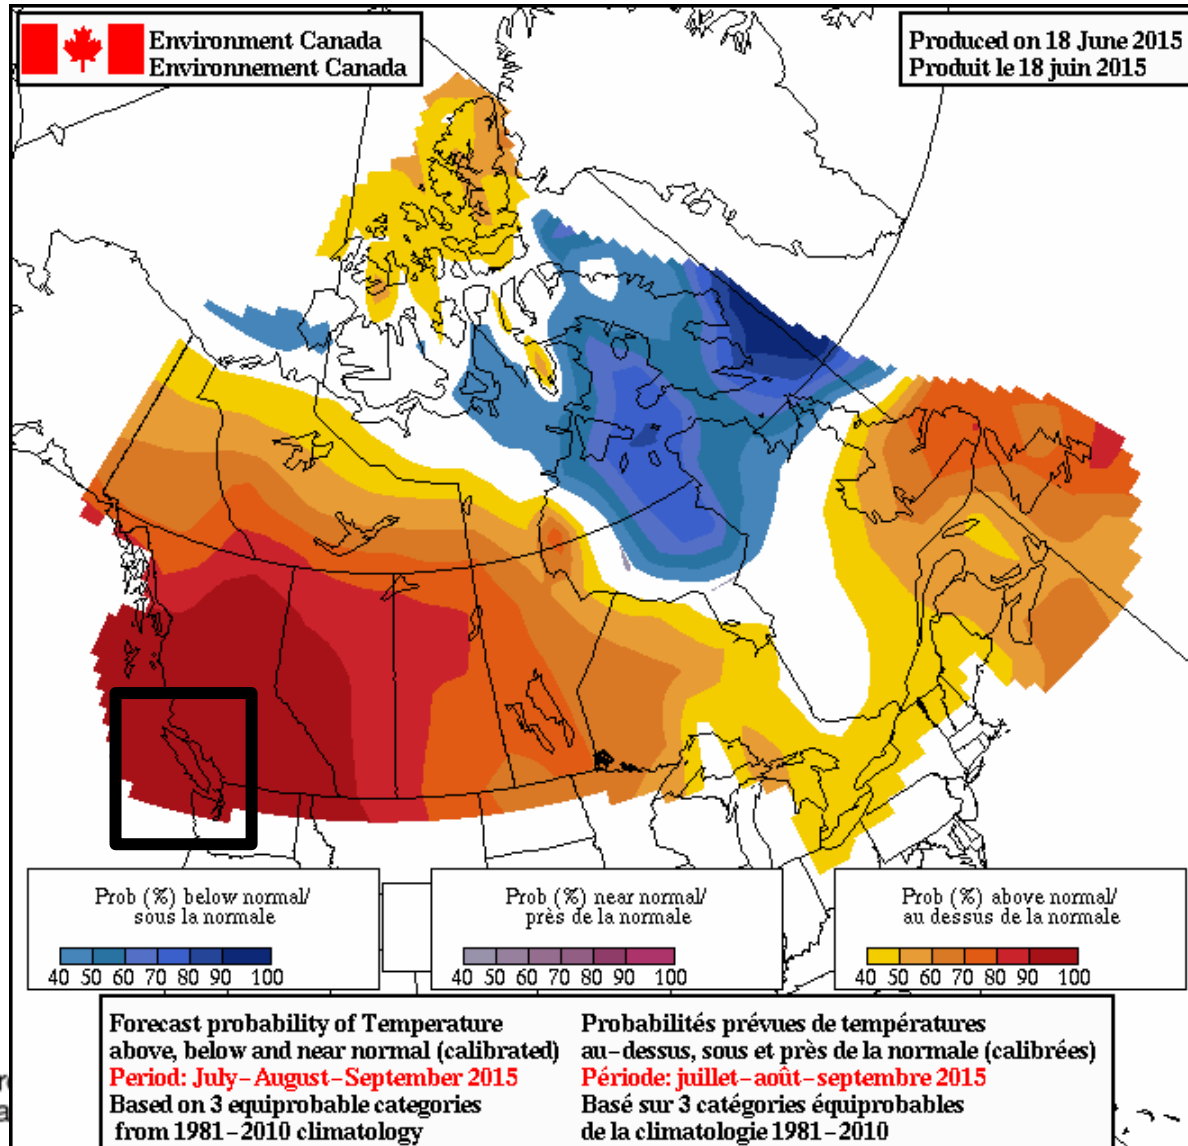 Environment Canada
Environnement Canada
Produced on 18 June 2015
Produit le 18 juin 2015
Prob (%) below normal/
sous la normale
40 50 60 70 80 90 100
Prob (%) near normal/
près de la normale
40 50 60 70 80 90 100
Prob (%) above normal/
au dessus de la normale
40 50 60 70 80 90 100
Forecast probability of Temperature
above, below and near normal (calibrated)
Period: July-August-September 2015
Based on 3 equiprobable categories
from 1981-2010 climatology
Probabilités prévues de températures
au-dessus, sous et près de la normale (calibrées)
Période: juillet-août-septembre 2015
Basé sur 3 catégories équiprobables
de la climatologie 1981-2010